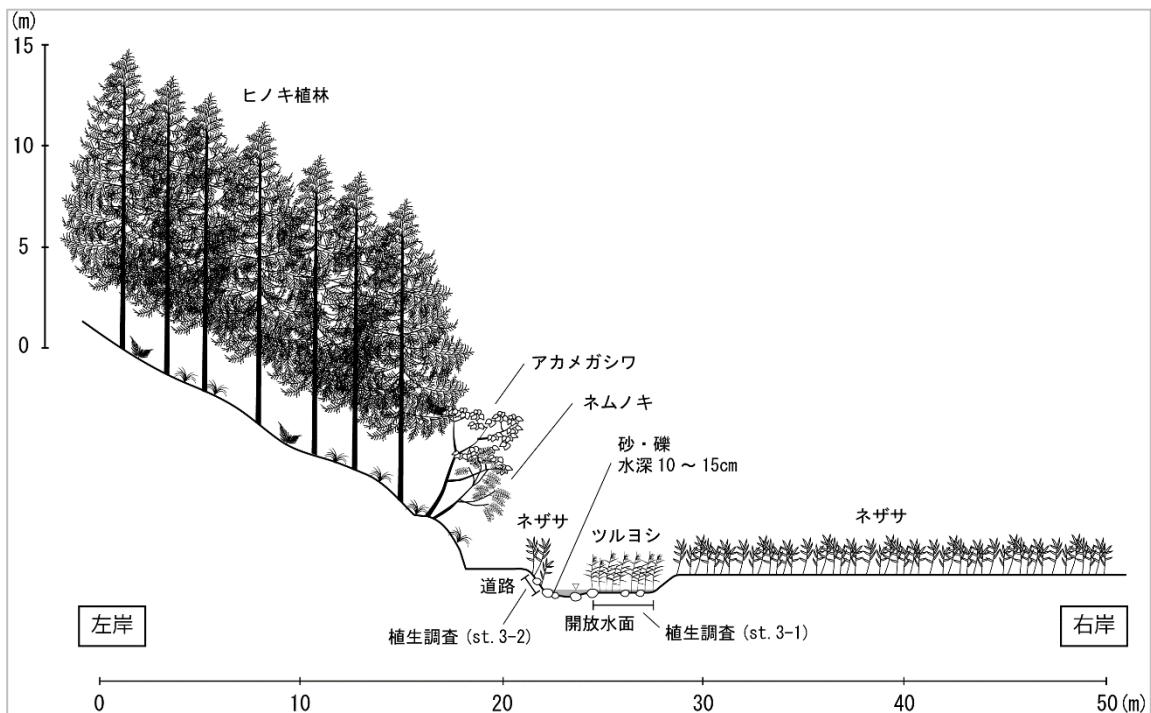 (m)
15
10
5
0
ヒノキ植林
アカメガシワ
ネムノキ
砂・礫
水深 10 ～ 15cm
ネザサ
ツルヨシ
ネザサ
道路
開放水面
植生調査 (st.3-2)
植生調査 (st.3-1)
左岸
右岸
0
10
20
30
40
50 (m)